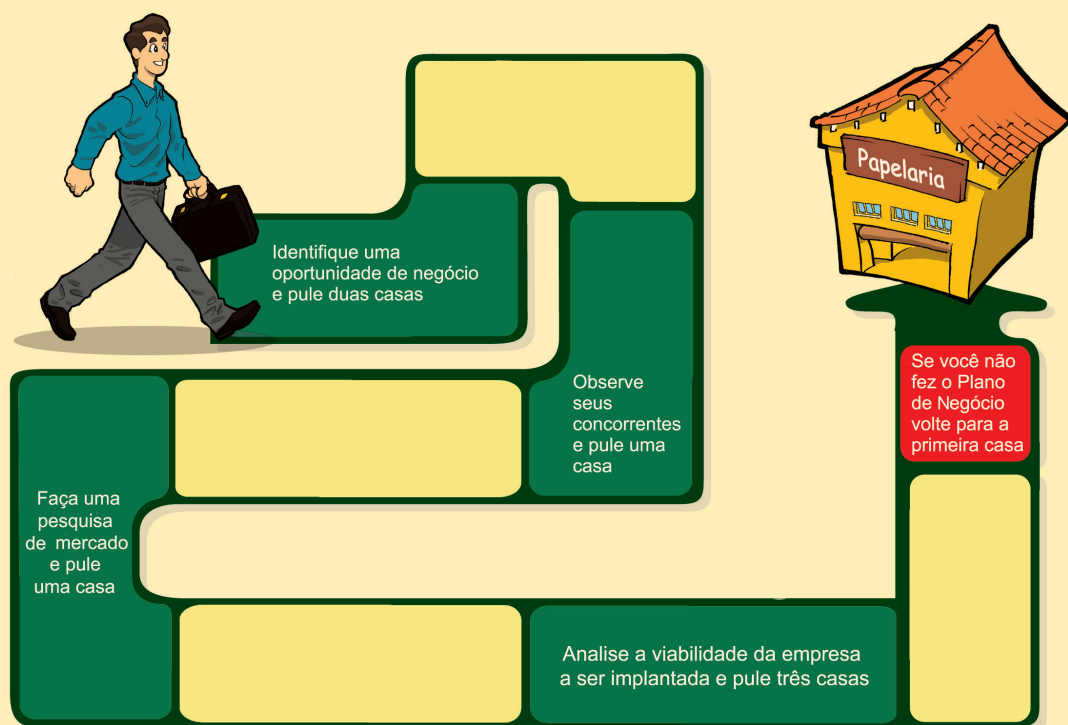 Papelaria
Identifique uma
oportunidade de negócio
e pule duas casas
Observe
seus
concorrentes
e pule uma
casa
Faça uma
pesquisa
de mercado
e pule
uma casa
Analise a viabilidade da empresa
a ser implantada e pule três casas
Se você não
fez o Plano
de Negócio
volte para a
primeira casa